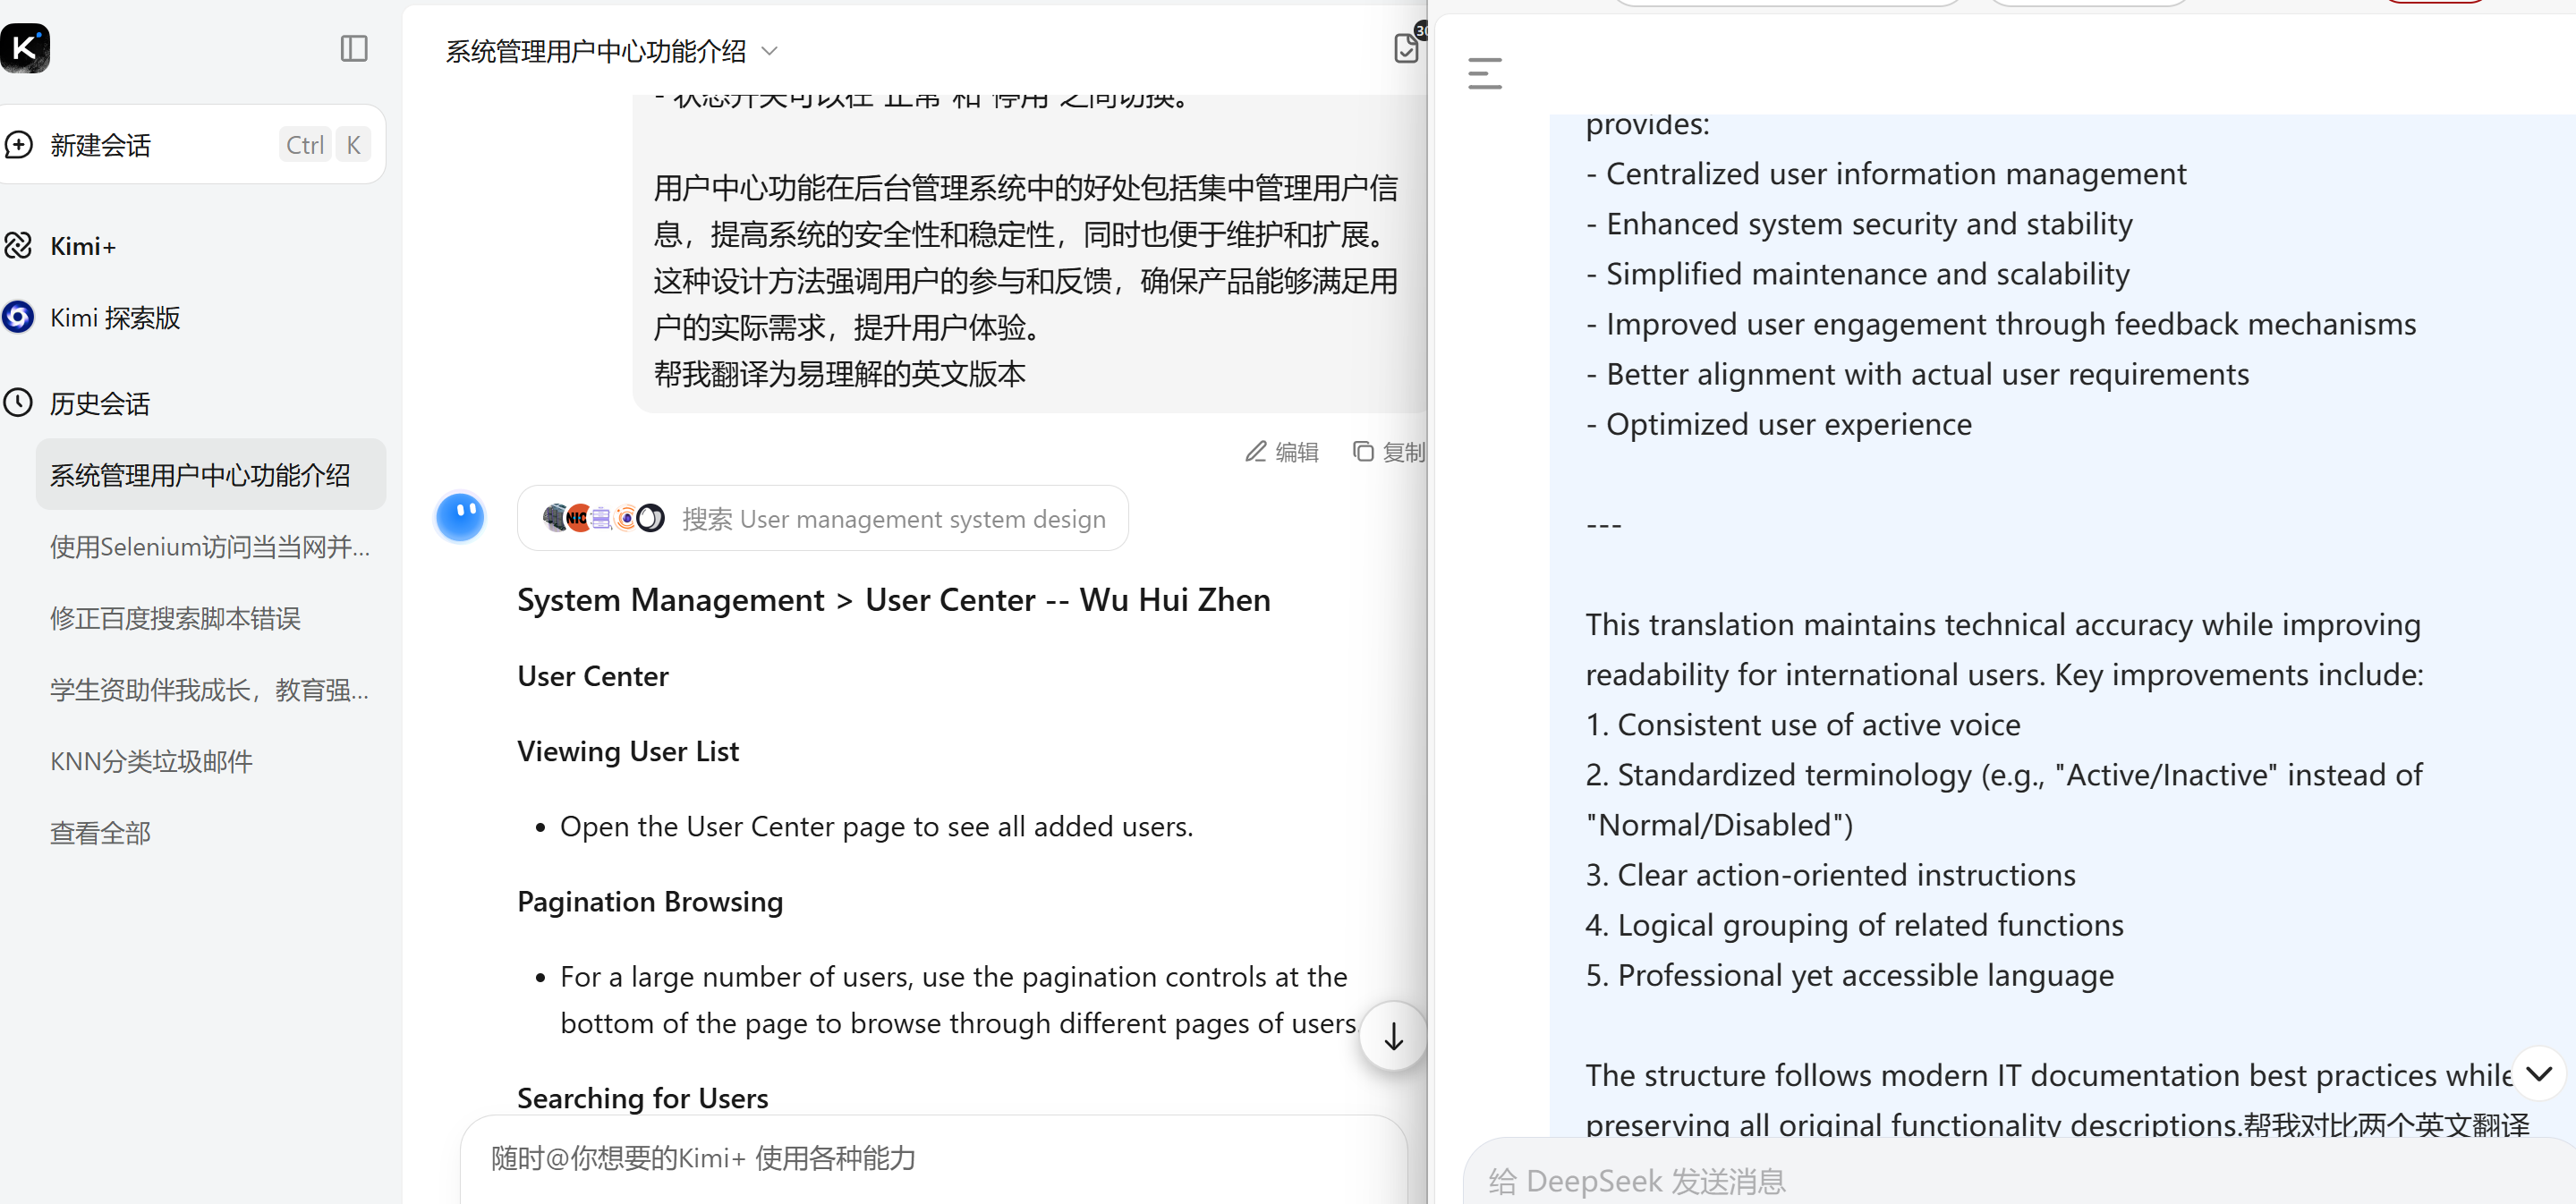 新建会话
Ctrl K
Kimi+
Kimi 探索版
历史会话
系统管理用户中心功能介绍
使用Selenium访问当当网并...
修正百度搜索脚本错误
学生资助伴我成长，教育强...
KNN分类垃圾邮件
查看全部
系统管理用户中心功能介绍
- 状态开关可以在"正常"和"停用"之间切换。
用户中心功能在后台管理系统中的好处包括集中管理用户信
息，提高系统的安全性和稳定性，同时也便于维护和扩展。
这种设计方法强调用户的参与和反馈，确保产品能够满足用
户的实际需求，提升用户体验。
帮我翻译为易理解的英文版本
编辑 复制
搜索 User management system design
System Management > User Center -- Wu Hui Zhen
User Center
Viewing User List
• Open the User Center page to see all added users.
Pagination Browsing
• For a large number of users, use the pagination controls at the
bottom of the page to browse through different pages of users.
Searching for Users
随时@你想要的Kimi+ 使用各种能力
provides:
- Centralized user information management
- Enhanced system security and stability
- Simplified maintenance and scalability
- Improved user engagement through feedback mechanisms
- Better alignment with actual user requirements
- Optimized user experience
---
This translation maintains technical accuracy while improving
readability for international users. Key improvements include:
1. Consistent use of active voice
2. Standardized terminology (e.g., "Active/Inactive" instead of
"Normal/Disabled")
3. Clear action-oriented instructions
4. Logical grouping of related functions
5. Professional yet accessible language
The structure follows modern IT documentation best practices while
preserving all original functionality descriptions.帮我对比两个英文翻译
给 DeepSeek 发送消息